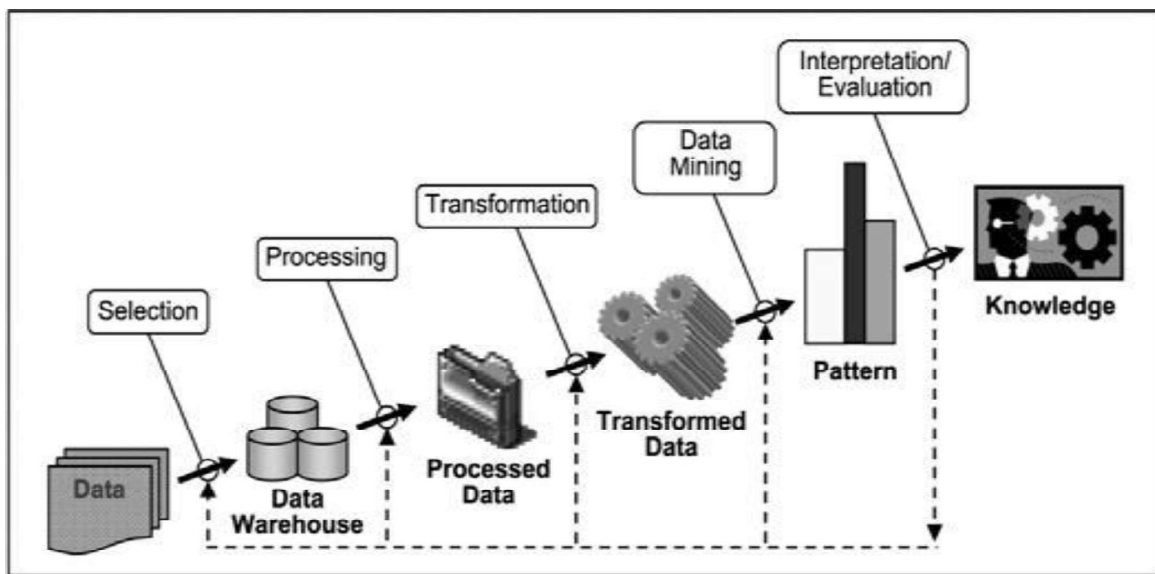 Interpretation/
Evaluation
Data
Mining
Transformation
Processing
Selection
Knowledge
Pattern
Transformed
Data
Processed
Data
Data
Warehouse
Data